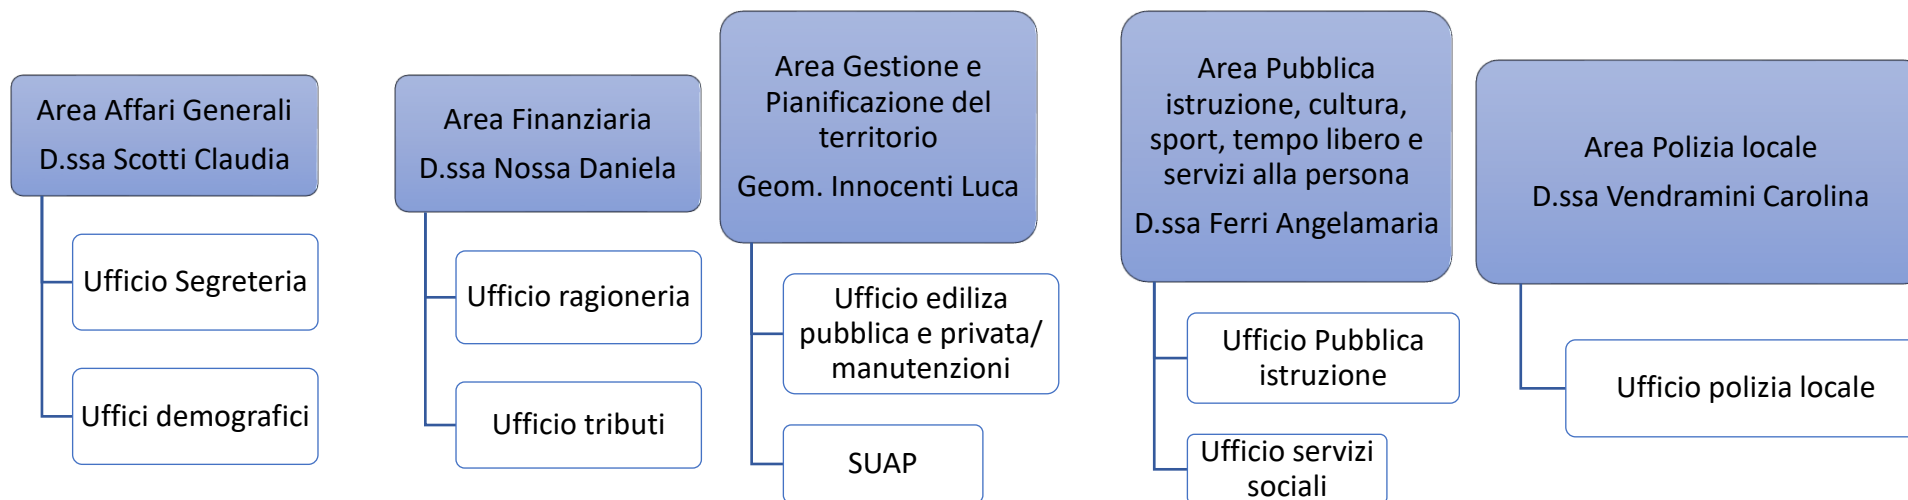 Area Affari Generali
D.ssa Scotti Claudia
Ufficio Segreteria
Uffici demografici
Area Finanziaria
D.ssa Nossa Daniela
Ufficio ragioneria
Ufficio tributi
Area Gestione e
Pianificazione del
territorio
Geom. Innocenti Luca
Ufficio ediliza
pubblica e privata/
manutenzioni
SUAP
Area Pubblica
istruzione, cultura,
sport, tempo libero e
servizi alla persona
D.ssa Ferri Angelamaria
Ufficio Pubblica
istruzione
Ufficio servizi
sociali
Area Polizia locale
D.ssa Vendramini Carolina
Ufficio polizia locale